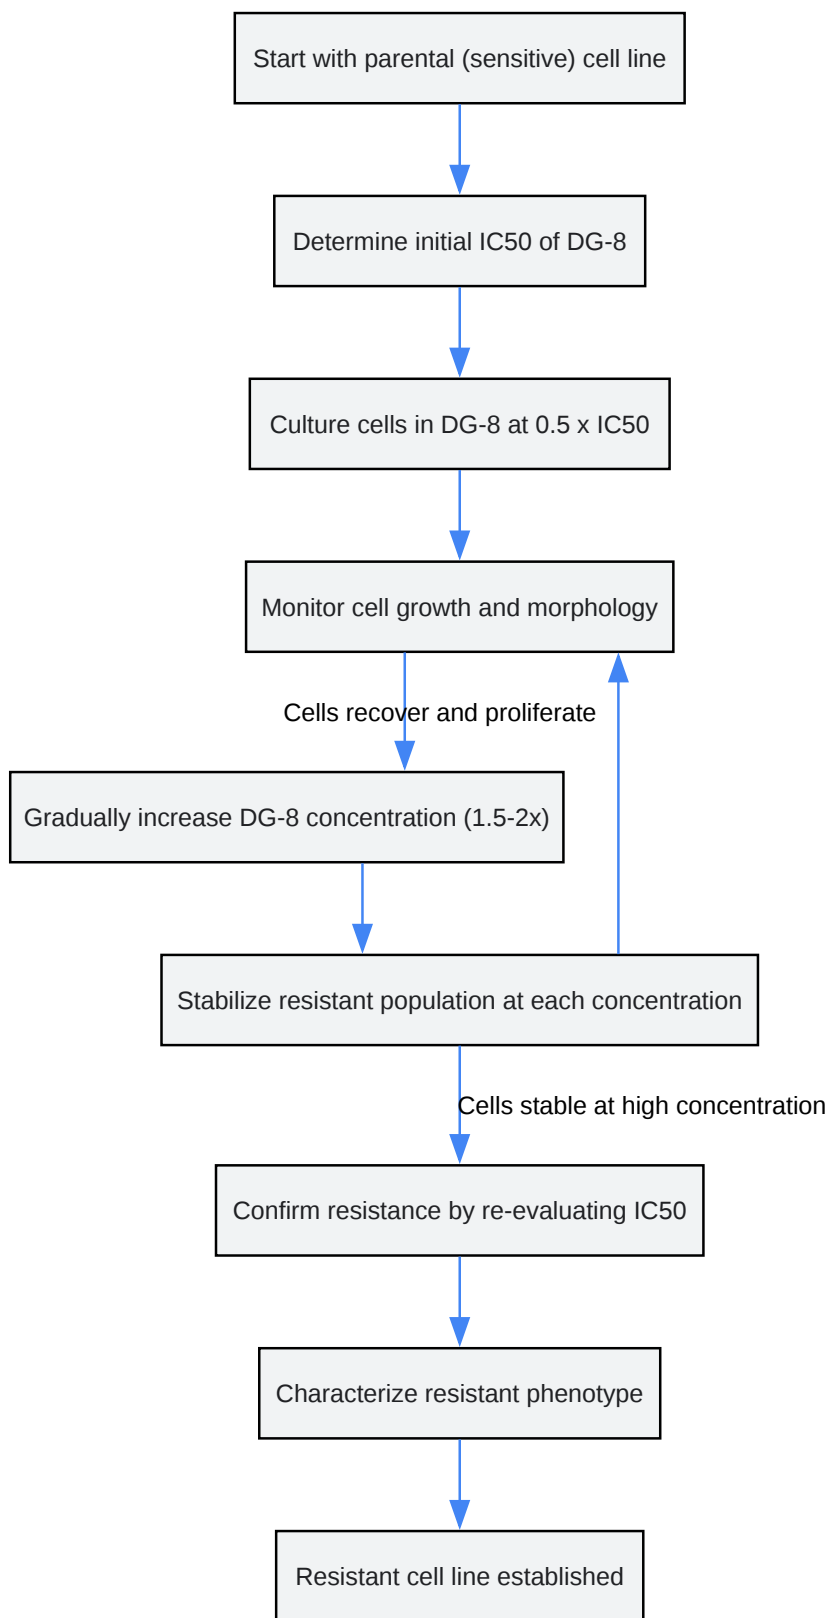 Start with parental (sensitive) cell line
Determine initial IC50 of DG-8
Culture cells in DG-8 at 0.5 x IC50
Monitor cell growth and morphology
Cells recover and proliferate
Gradually increase DG-8 concentration (1.5-2x)
Stabilize resistant population at each concentration
Cells stable at high concentration
Confirm resistance by re-evaluating IC50
Characterize resistant phenotype
Resistant cell line established